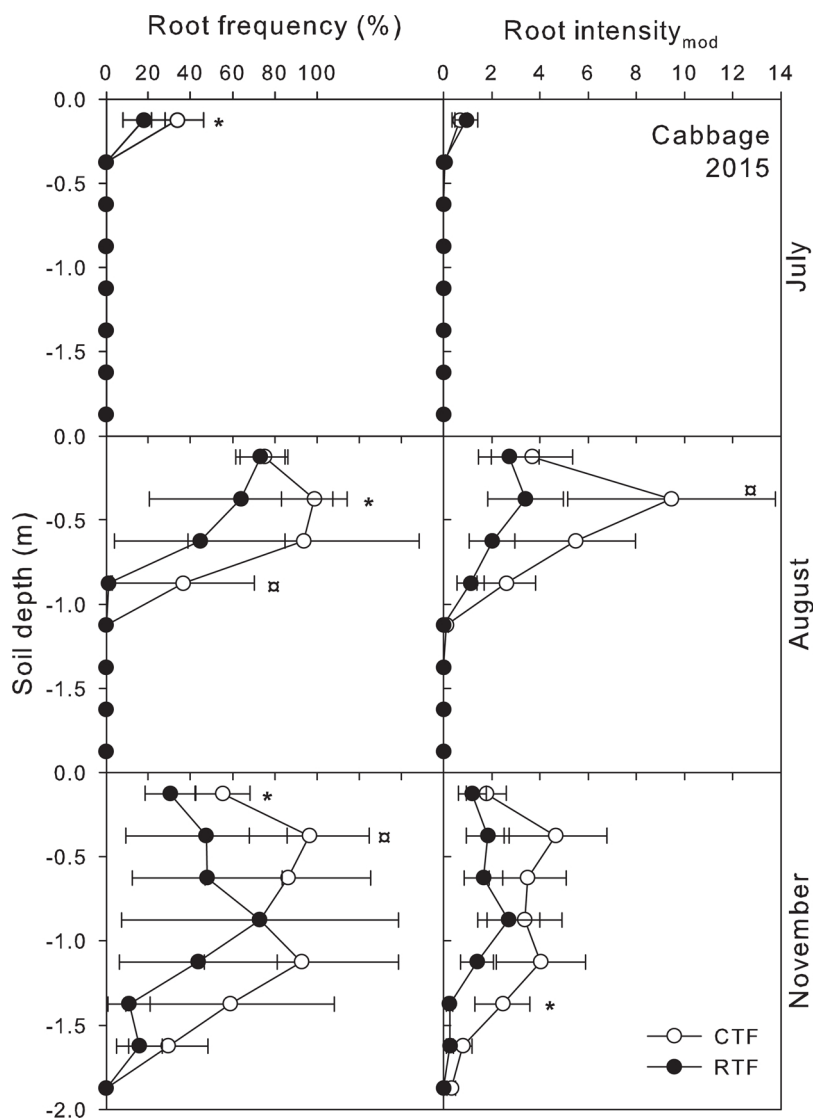 Root frequency (%)
Root intensitymod
0 20 40 60 80 100
0 2 4 6 8 10 12 14
Cabbage
2015
0.0
*
-0.5
-1.0
-1.5
July
0.0
¤
*
-0.5
¤
-1.0
-1.5
August
Soil depth (m)
0.0
*
¤
-0.5
-1.0
*
-1.5
-2.0
November
CTF
RTF